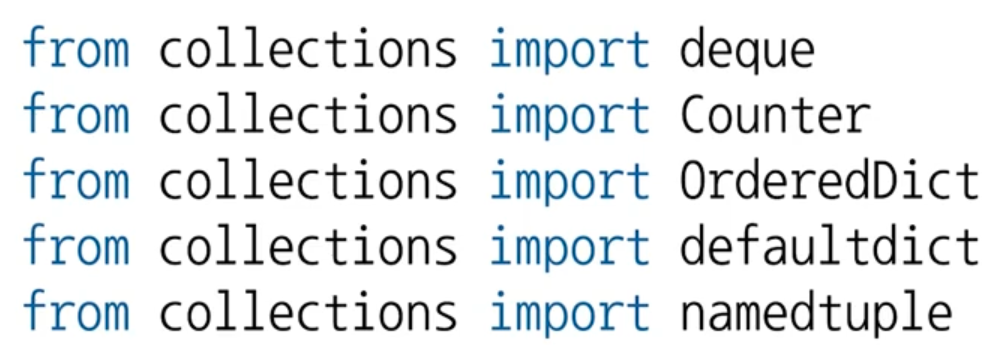 from collections import deque
from collections import Counter
from collections import OrderedDict
from collections import defaultdict
from collections import namedtuple